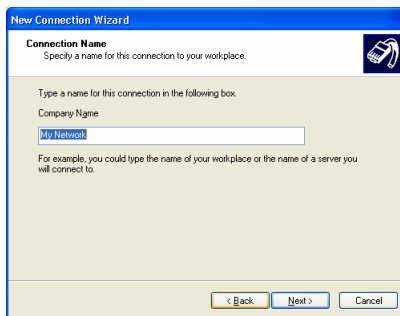 New Connection Wizard
Connection Name
Specify a name for this connection to your workplace.
Type a name for this connection in the following box.
Company Name
My Network
For example, you could type the name of your workplace or the name of a server you
will connect to.
< Back
Next >
Cancel